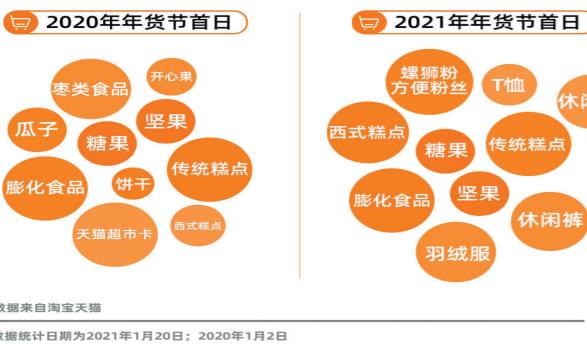 2020年年货节首日
枣类食品
开心果
瓜子
糖果
坚果
传统糕点
膨化食品
饼干
天猫超市卡
西式糕点
2021年年货节首日
螺狮粉
方便粉丝
T恤
休闲
西式糕点
糖果
传统糕点
膨化食品
坚果
休闲裤
羽绒服
数据来自淘宝天猫
数据统计日期为2021年1月20日；2020年1月2日